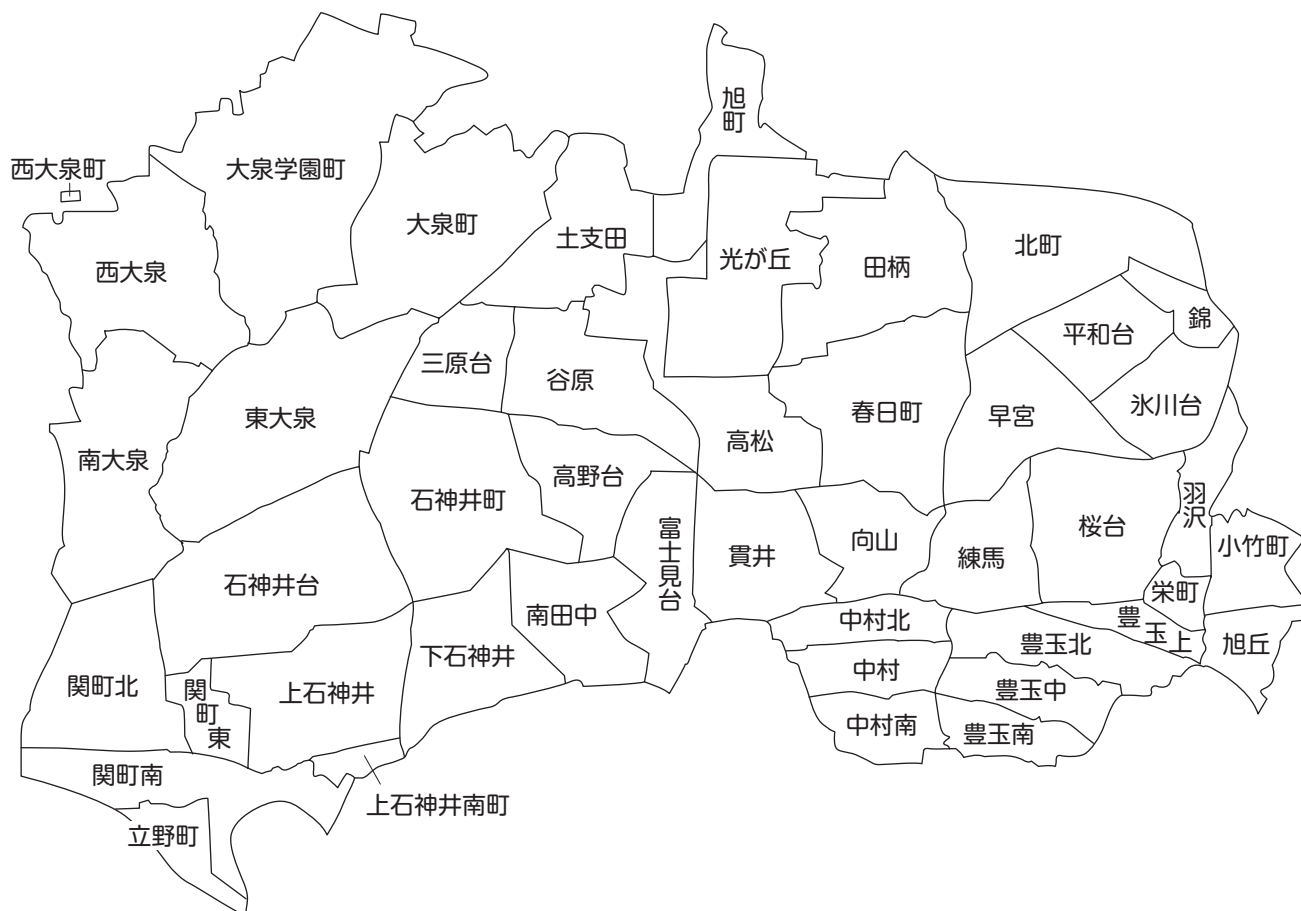 旭町
西大泉町
大泉学園町
大泉町
土支田
光が丘
田柄
北町
西大泉
錦
平和台
三原台
谷原
氷川台
東大泉
春日町
早宮
高松
南大泉
高野台
石神井町
羽沢
桜台
富士見台
貫井
向山
練馬
小竹町
石神井台
栄町
南田中
中村北
豊玉上
豊玉北
旭丘
下石神井
中村
関町北
上石神井
豊玉中
関町東
中村南
豊玉南
関町南
上石神井南町
立野町